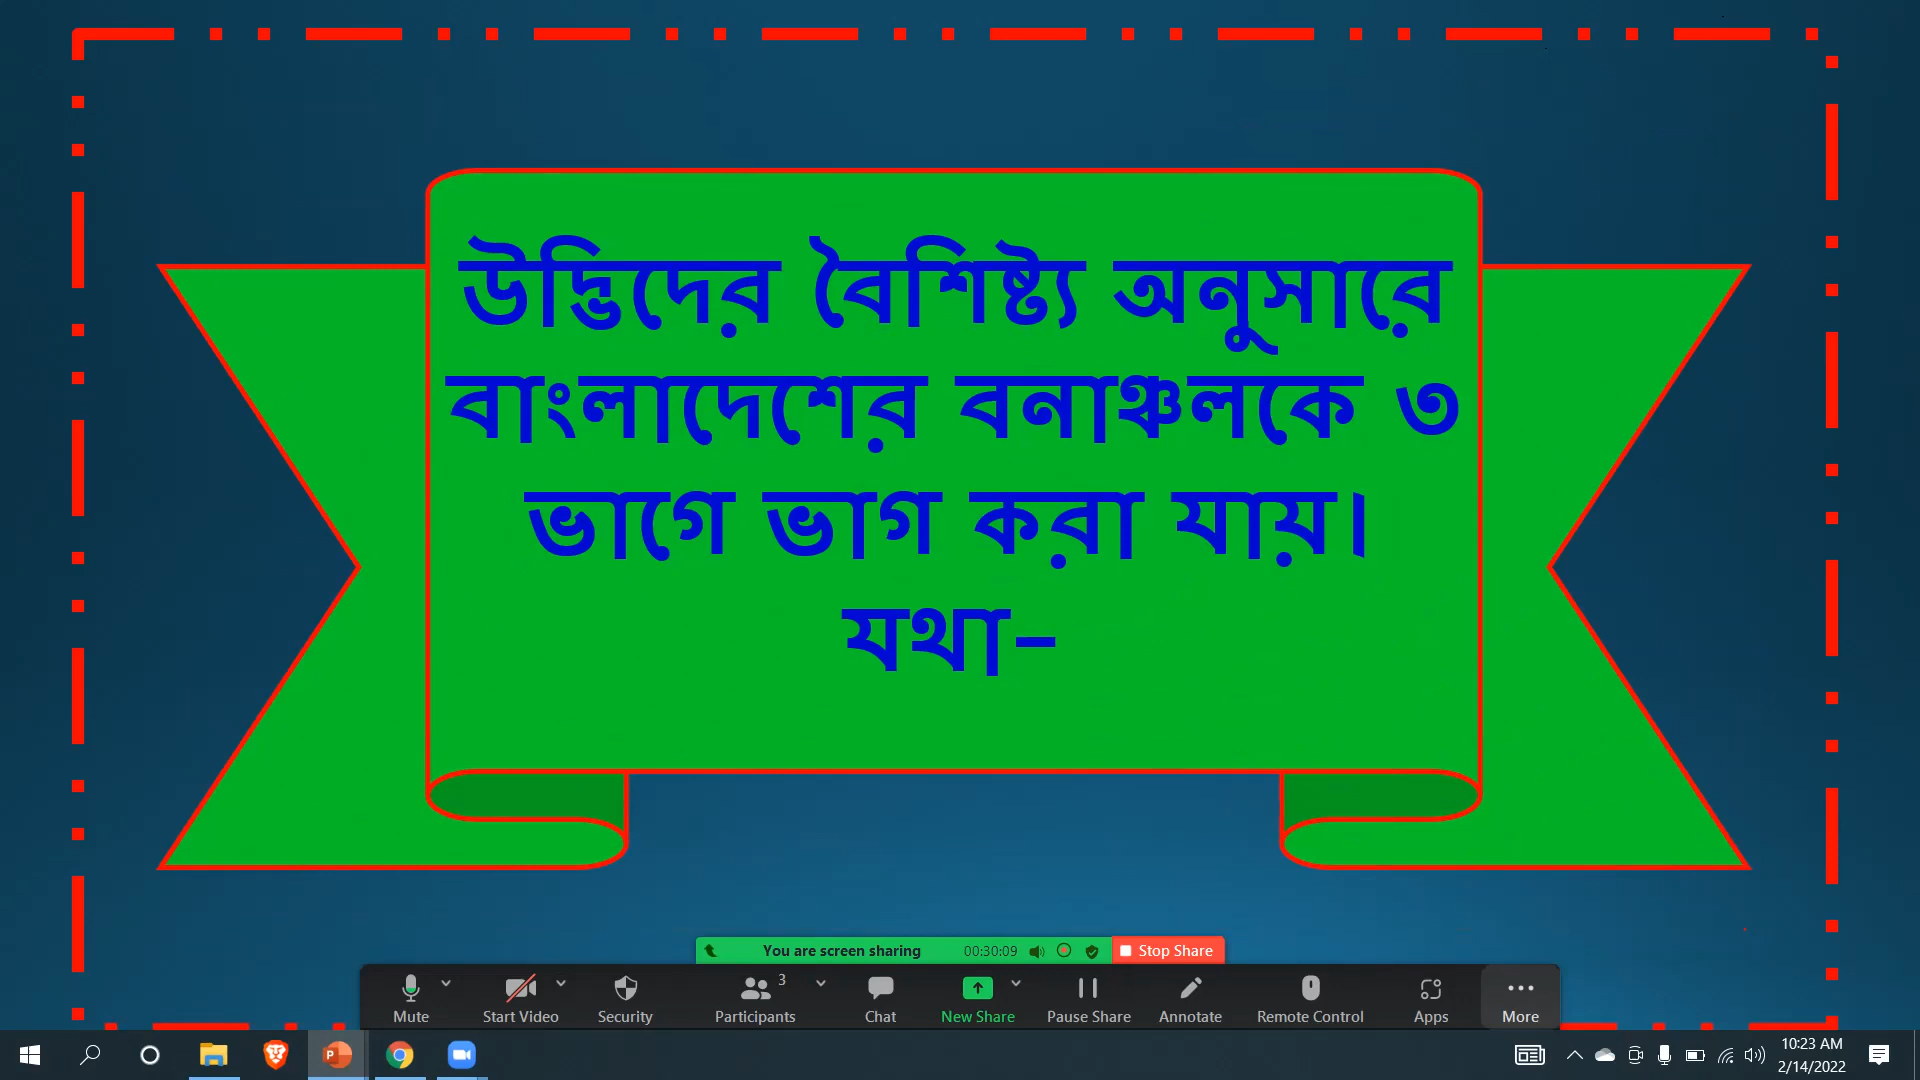 উদ্ভিদের বৈশিষ্ট্য অনুসারে
বাংলাদেশের বনাঞ্চলকে ৩
ভাগে ভাগ করা যায়।
যথা–
You are screen sharing 00:30:09 Stop Share
3
Mute Start Video Security Participants Chat New Share Pause Share Annotate Remote Control Apps More
10:23 AM
2/14/2022